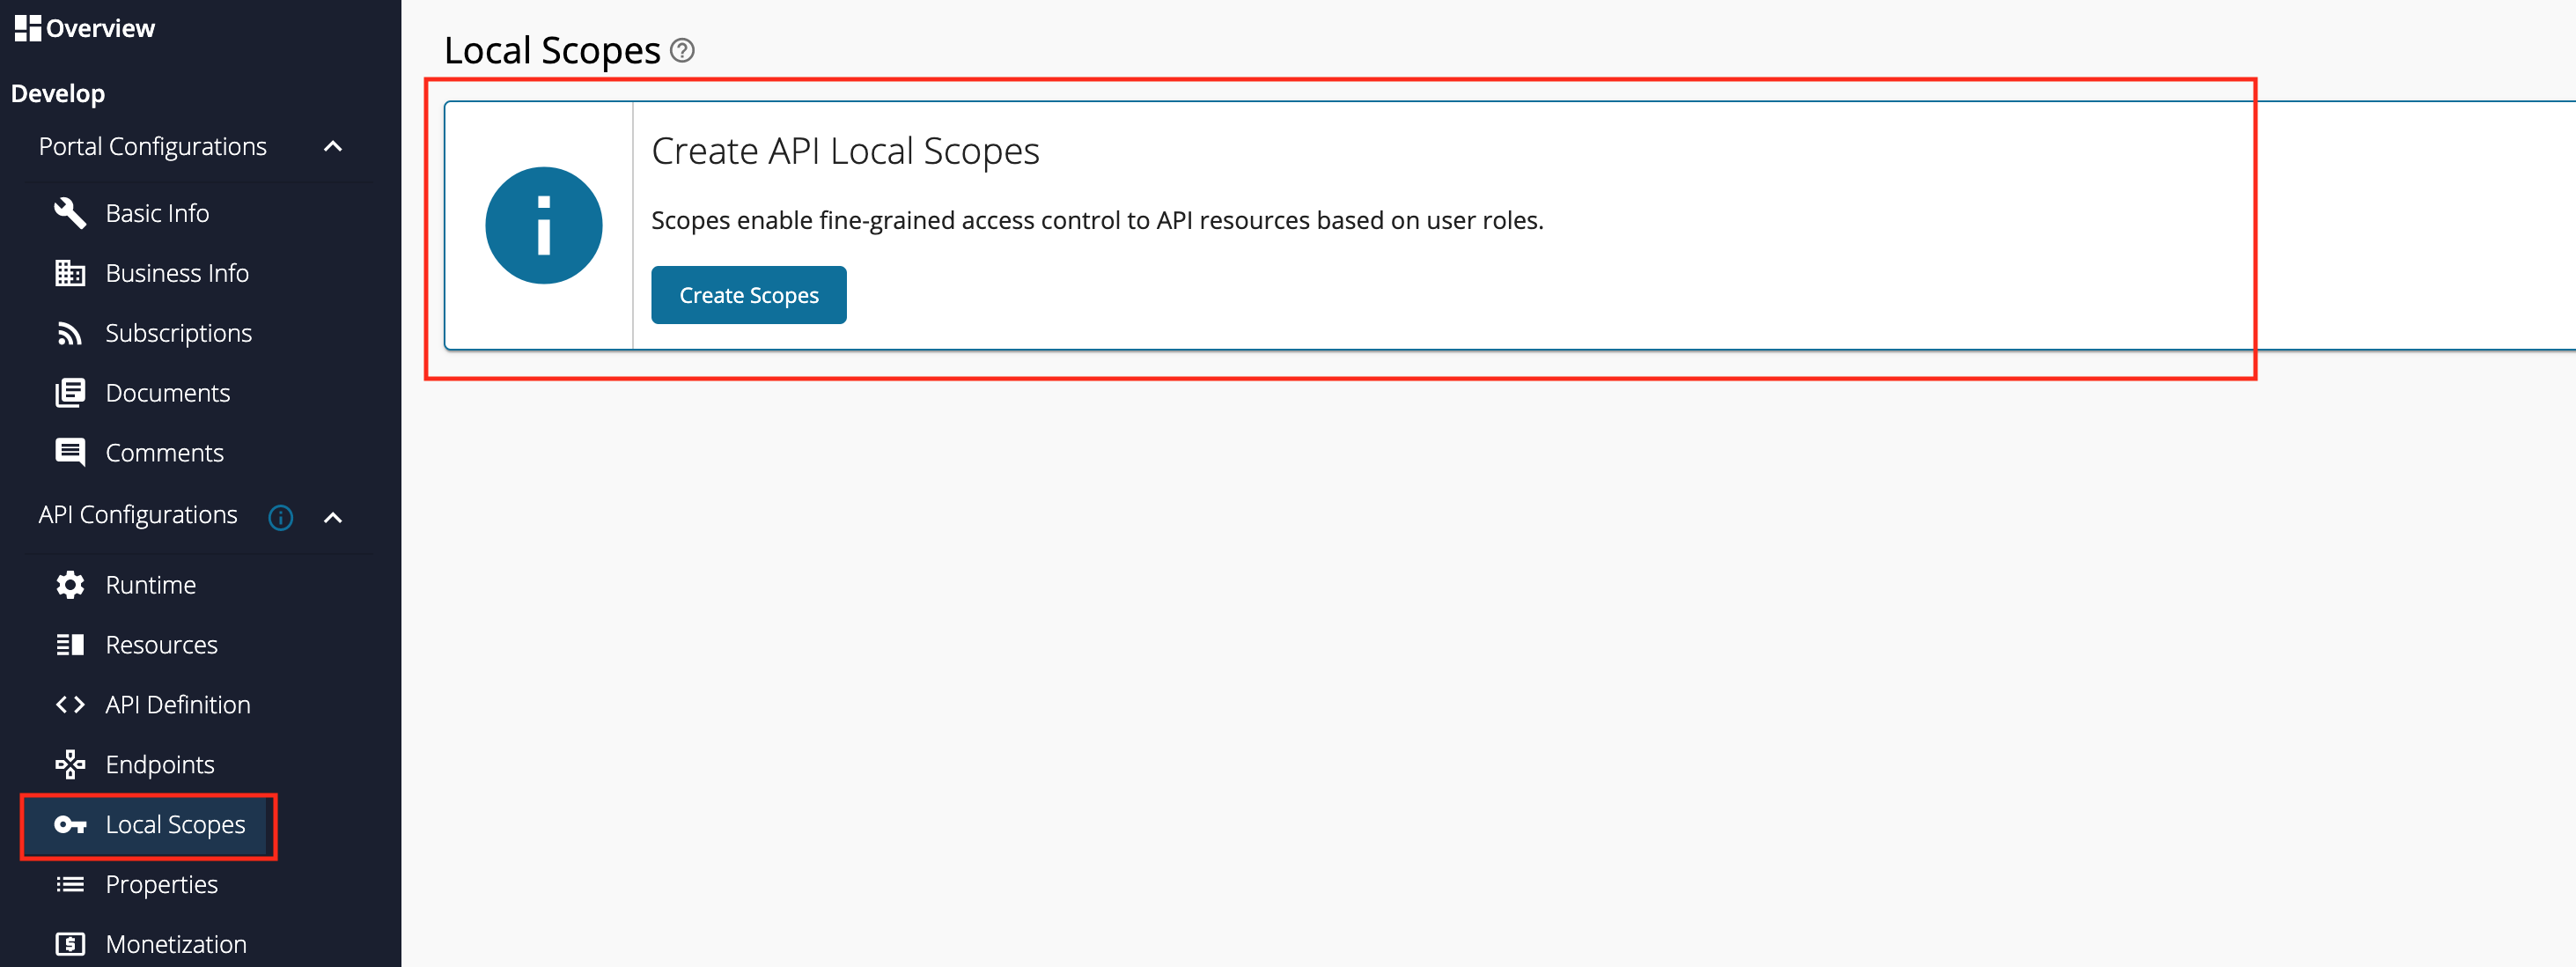 Overview
Develop
Portal Configurations
Basic Info
Business Info
Subscriptions
Documents
Comments
API Configurations
Runtime
Resources
API Definition
Endpoints
Local Scopes
Properties
Monetization
Local Scopes
Create API Local Scopes
Scopes enable fine-grained access control to API resources based on user roles.
Create Scopes